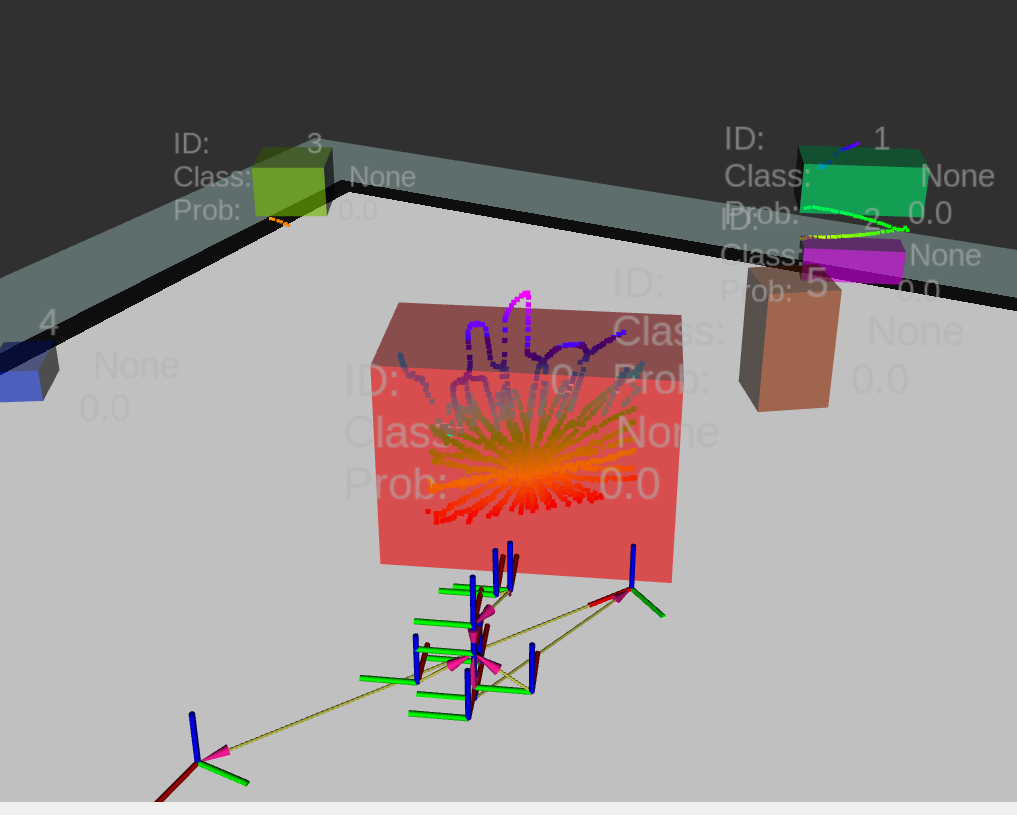 ID: 3
Class: None
Prob: 0.0
ID: 1
Class: None
Prob: 0.0
ID: 2
Class: None
Prob: 0.0
4
None
0.0
ID: 5
Class: None
Prob: 0.0
ID: 0
Class: None
Prob: 0.0